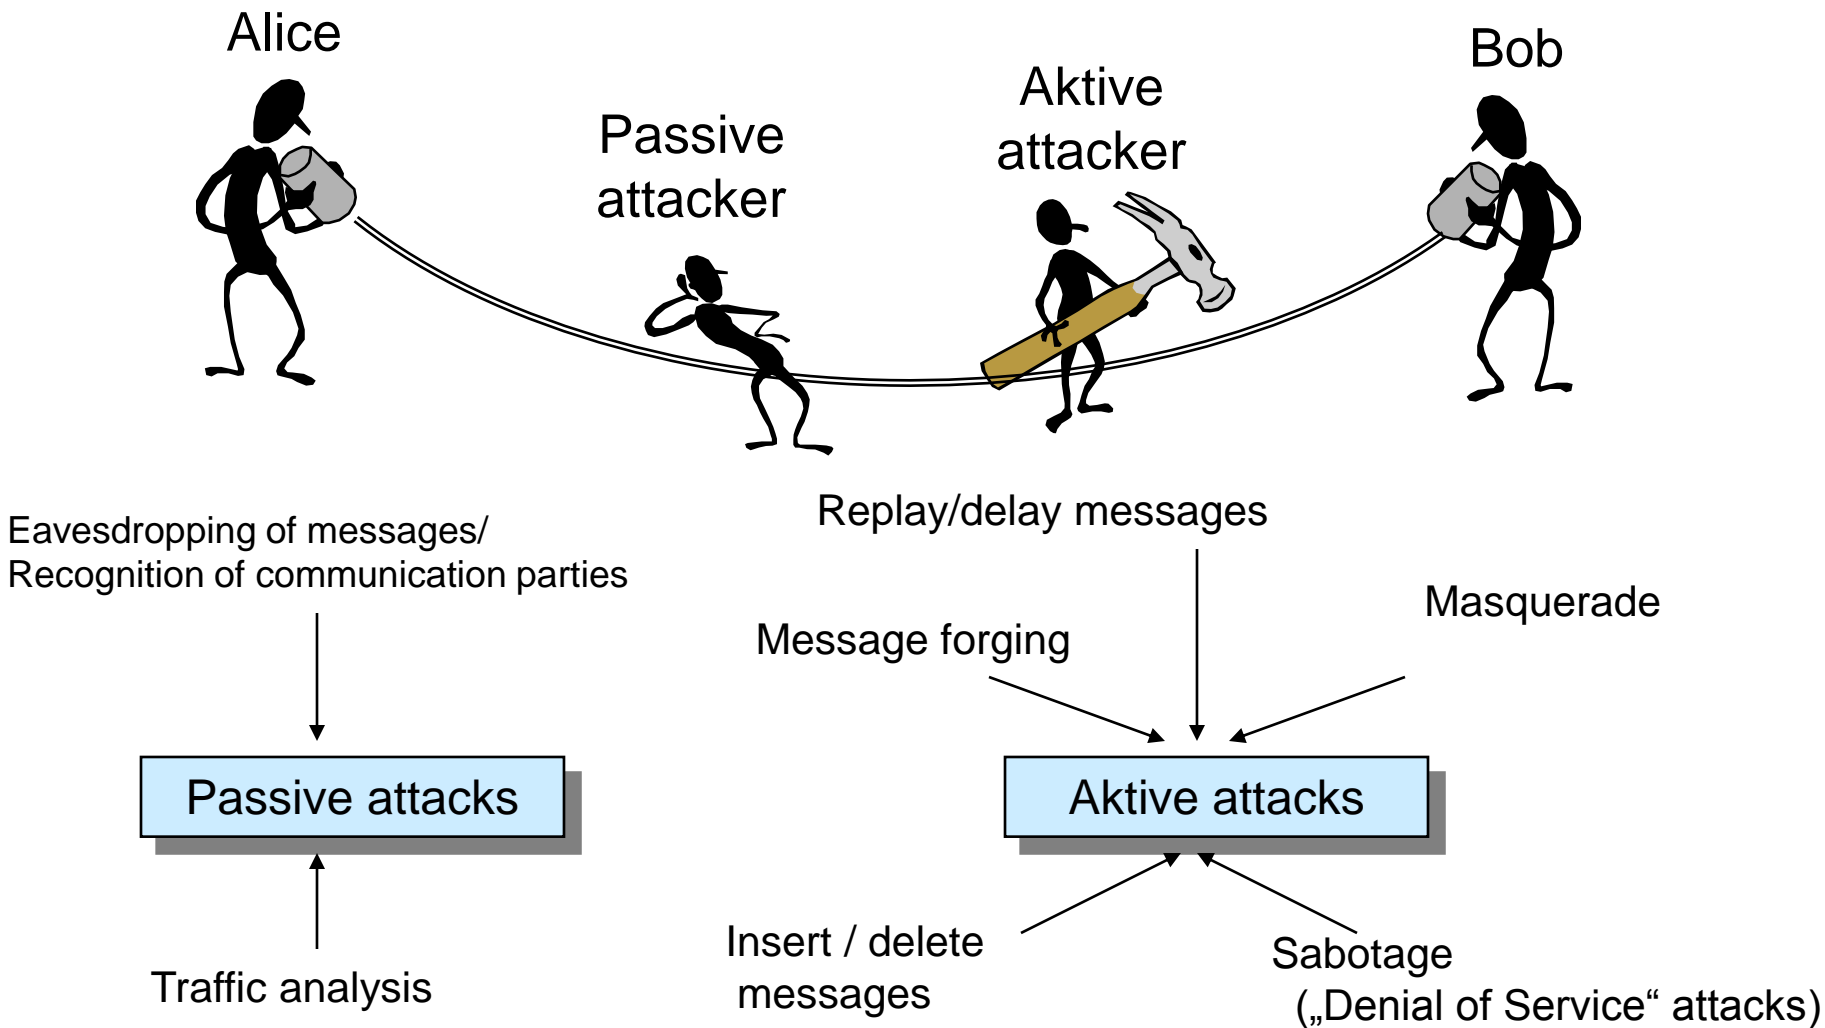 Alice
Bob
Passive
attacker
Aktive
attacker
Eavesdropping of messages/
Recognition of communication parties
Replay/delay messages
Message forging
Masquerade
Passive attacks
Aktive attacks
Traffic analysis
Insert / delete
messages
Sabotage
(„Denial of Service“ attacks)